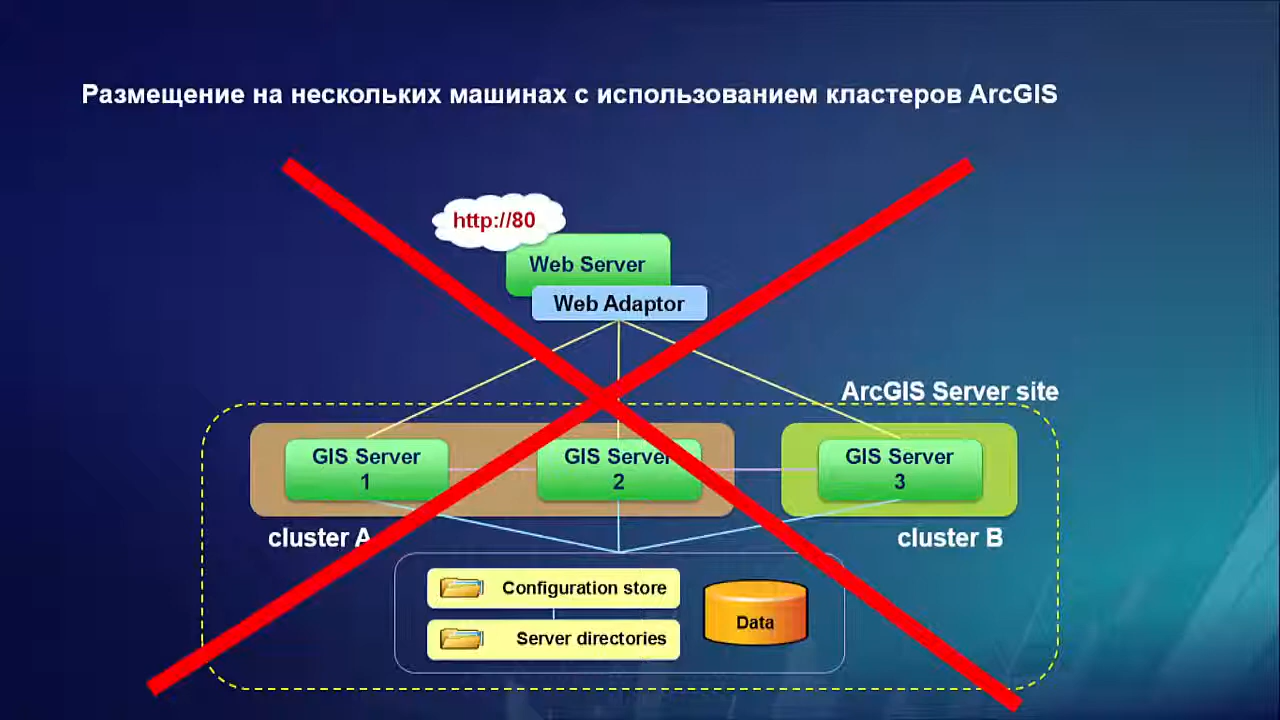 Размещение на нескольких машинах с использованием кластеров ArcGIS
http://80
Web Server
Web Adaptor
ArcGIS Server site
GIS Server
1
GIS Server
2
GIS Server
3
cluster A
cluster B
Configuration store
Server directories
Data